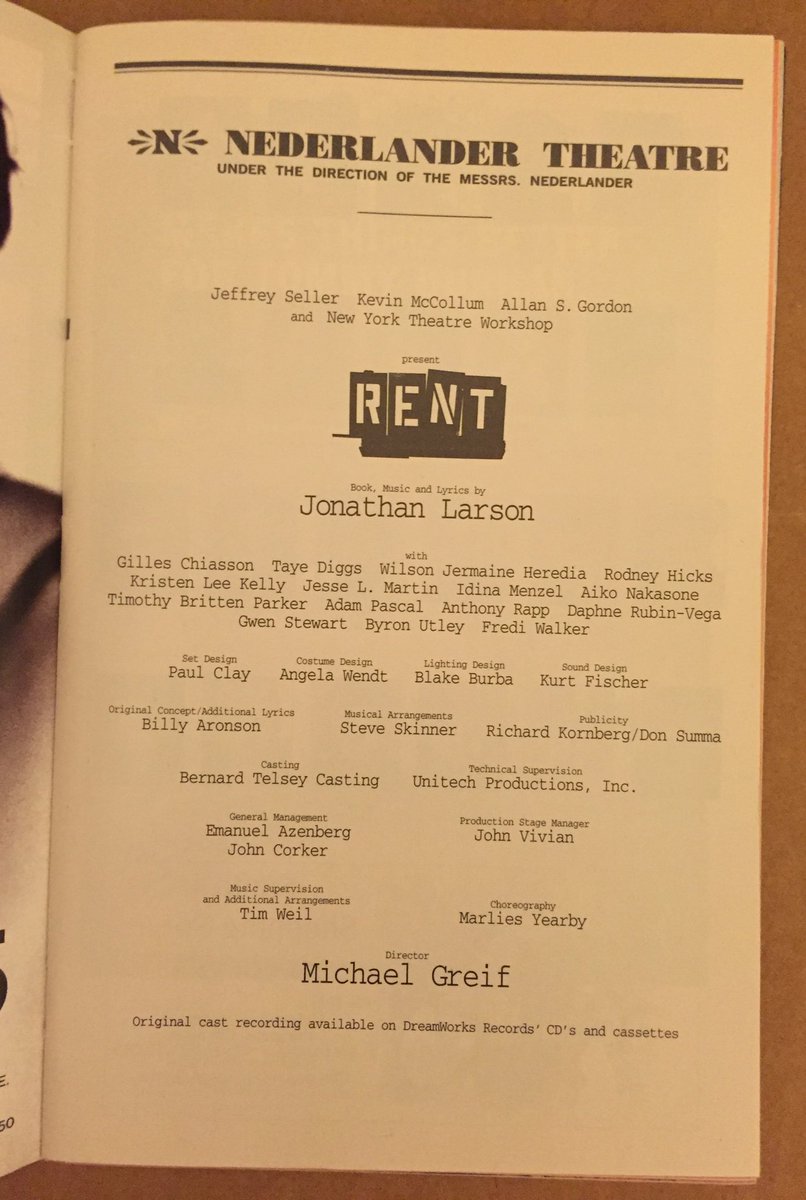 N NEDERLANDER THEATRE
UNDER THE DIRECTION OF THE MESSRS. NEDERLANDER
Jeffrey Seller Kevin McCollum Allan S. Gordon
and New York Theatre Workshop
present
RENT
Book, Music and Lyrics by
Jonathan Larson
with
Gilles Chiasson Taye Diggs Wilson Jermaine Heredia Rodney Hicks
Kristen Lee Kelly Jesse L. Martin Idina Menzel Aiko Nakasone
Timothy Britten Parker Adam Pascal Anthony Rapp Daphne Rubin-Vega
Gwen Stewart Byron Utley Fredi Walker
Set Design Costume Design Lighting Design Sound Design
Paul Clay Angela Wendt Blake Burba Kurt Fischer
Original Concept/Additional Lyrics Musical Arrangements Publicity
Billy Aronson Steve Skinner Richard Kornberg/Don Summa
Casting Technical Supervision
Bernard Telsey Casting Unitech Productions, Inc.
General Management Production Stage Manager
Emanuel Azenberg John Vivian
John Corker
Music Supervision
and Additional Arrangements Choreography
Tim Weil Marlies Yearby
Director
Michael Greif
Original cast recording available on DreamWorks Records' CD's and cassettes
E.
50